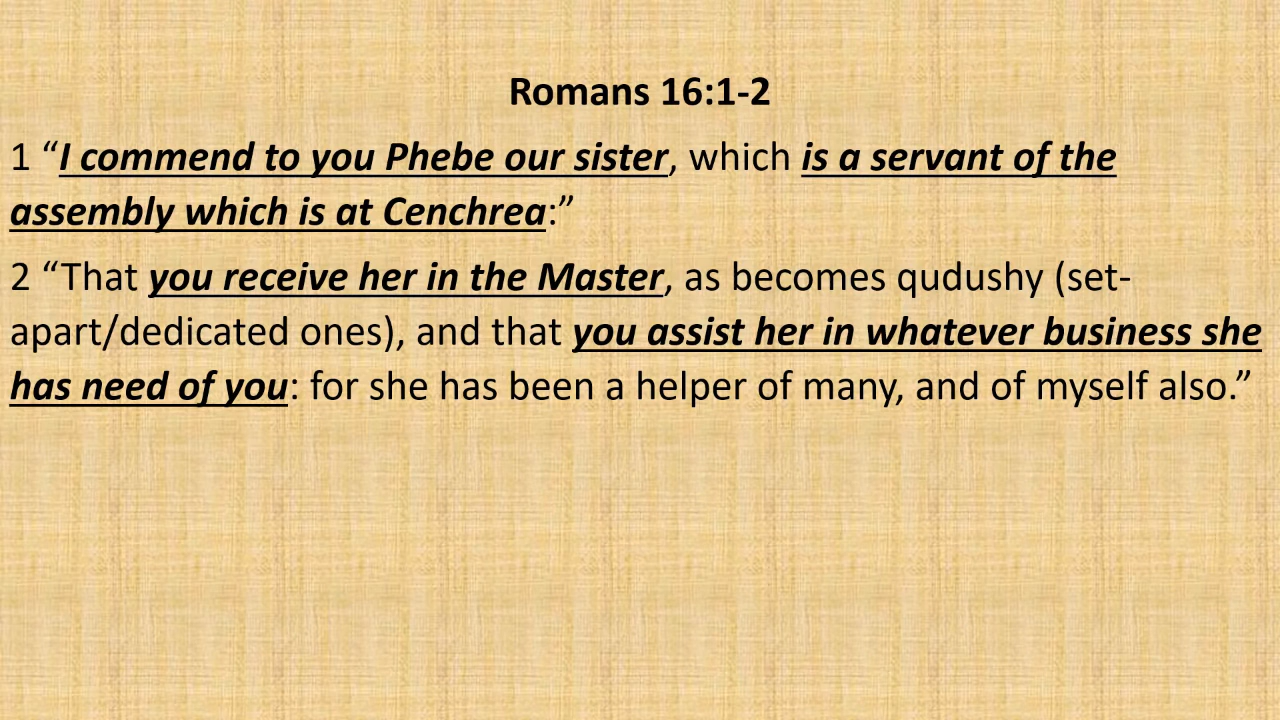 Romans 16:1-2
1 “I commend to you Phebe our sister, which is a servant of the
assembly which is at Cenchrea:”
2 “That you receive her in the Master, as becomes qudushy (set-
apart/dedicated ones), and that you assist her in whatever business she
has need of you: for she has been a helper of many, and of myself also.”